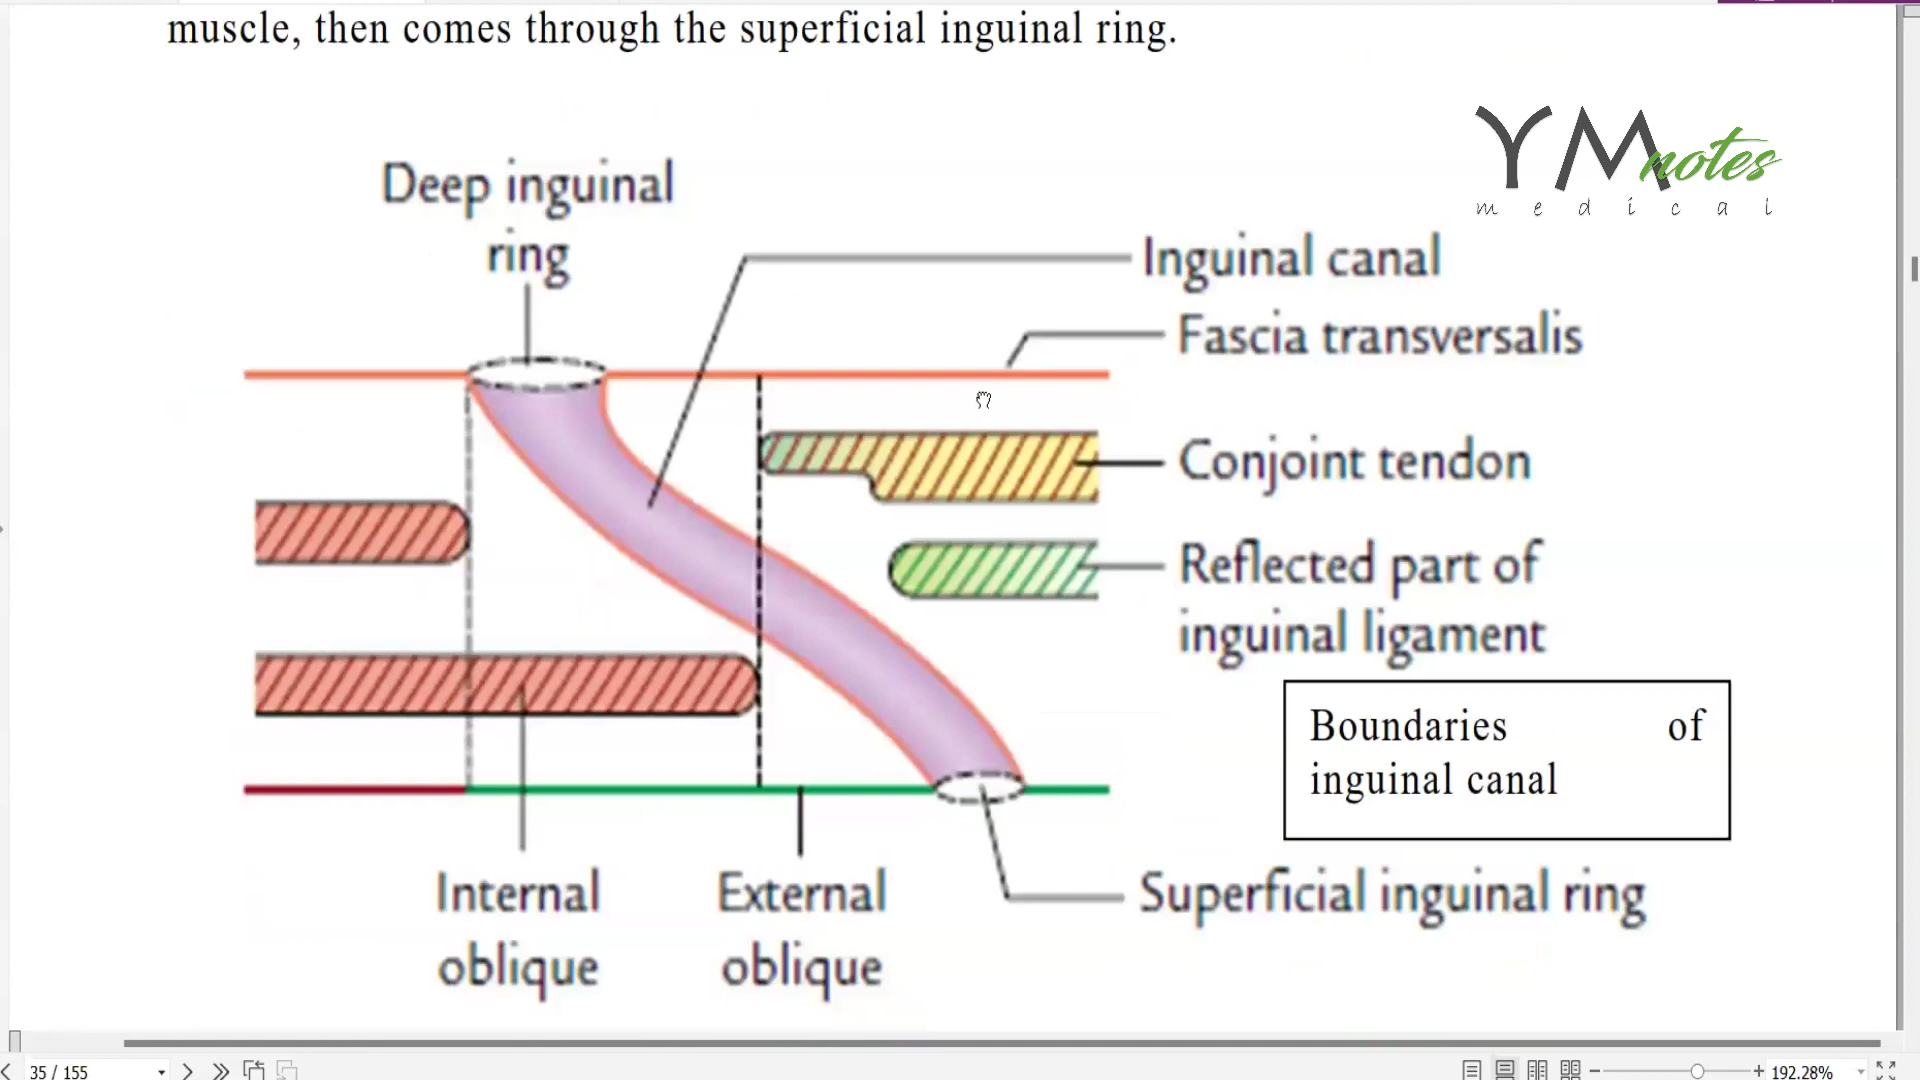 muscle, then comes through the superficial inguinal ring.
YM notes
medical
Deep inguinal
ring
Inguinal canal
Fascia transversalis
Conjoint tendon
Reflected part of
inguinal ligament
Boundaries of
inguinal canal
Internal
oblique
External
oblique
Superficial inguinal ring
35 / 155
192.28%